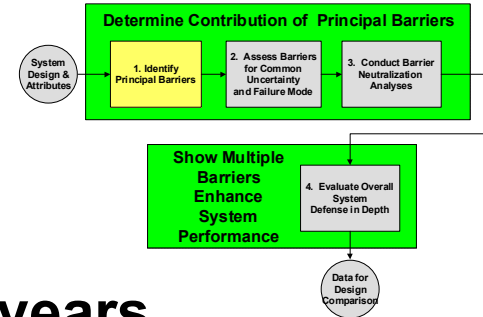 Determine Contribution of Principal Barriers
System
Design &
Attributes
1. Identify
Principal Barriers
2. Assess Barriers
for Common
Uncertainty
and Failure Mode
3. Conduct Barrier
Neutralization
Analyses
Show Multiple
Barriers
Enhance
System
Performance
4. Evaluate Overall
System
Defense in Depth
Data for
Design
Comparison
years